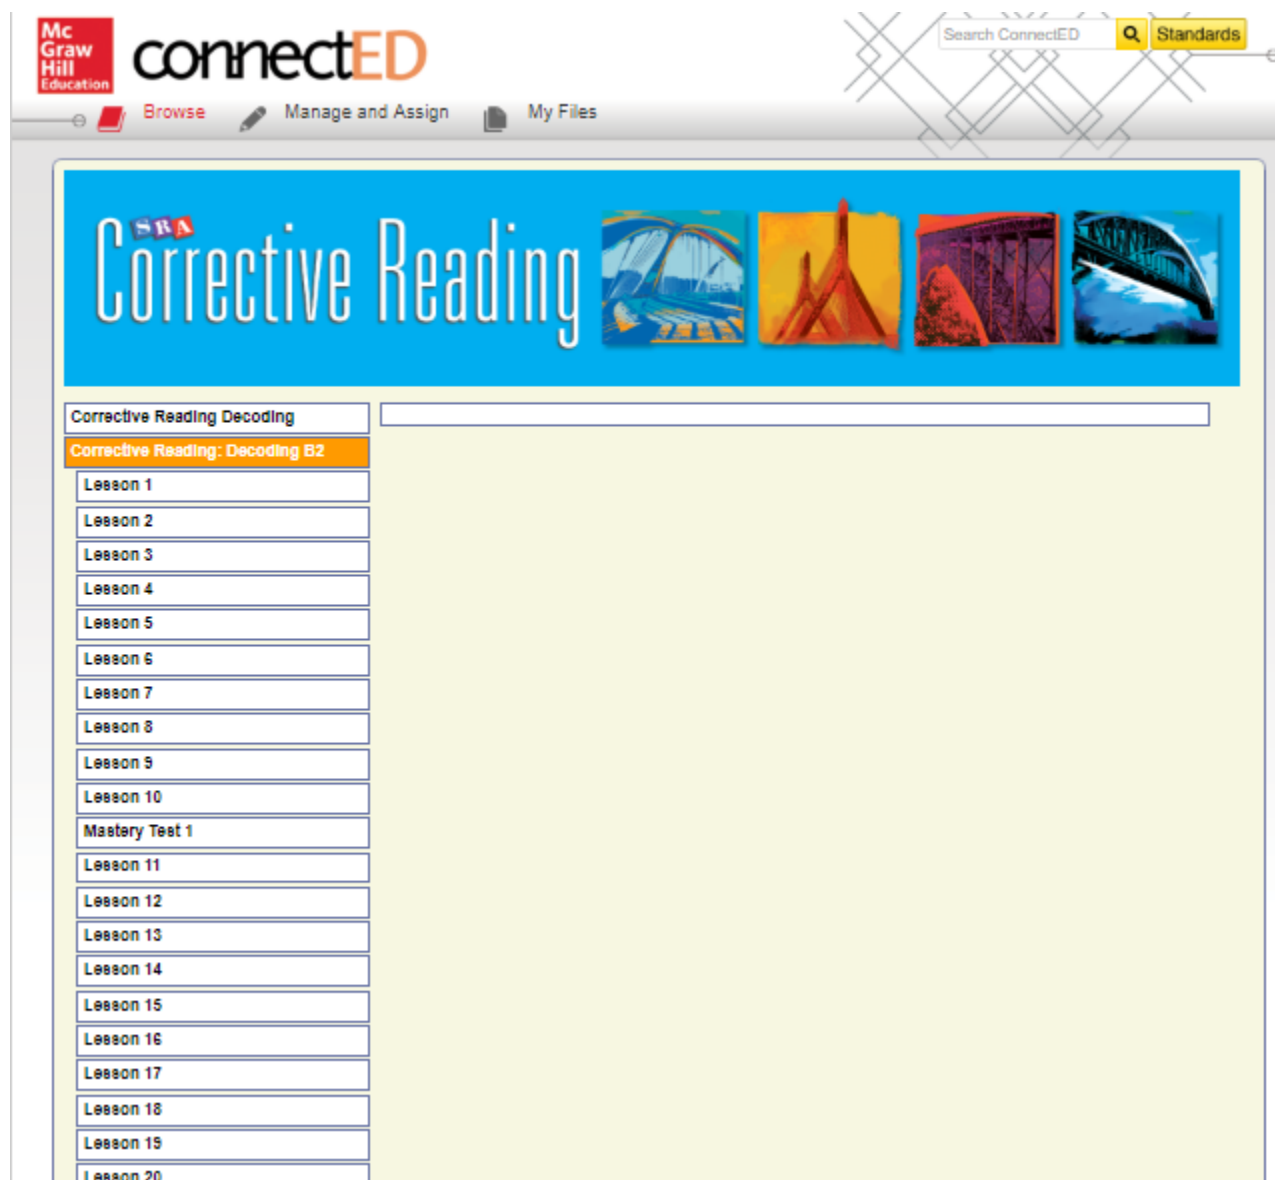 Mc
Graw
Hill
Education
connectED
Search ConnectED
Standards
Browse
Manage and Assign
My Files
SRA
Corrective Reading
Corrective Reading Decoding
Corrective Reading: Decoding B2
Lesson 1
Lesson 2
Lesson 3
Lesson 4
Lesson 5
Lesson 6
Lesson 7
Lesson 8
Lesson 9
Lesson 10
Mastery Test 1
Lesson 11
Lesson 12
Lesson 13
Lesson 14
Lesson 15
Lesson 16
Lesson 17
Lesson 18
Lesson 19
Lesson 20